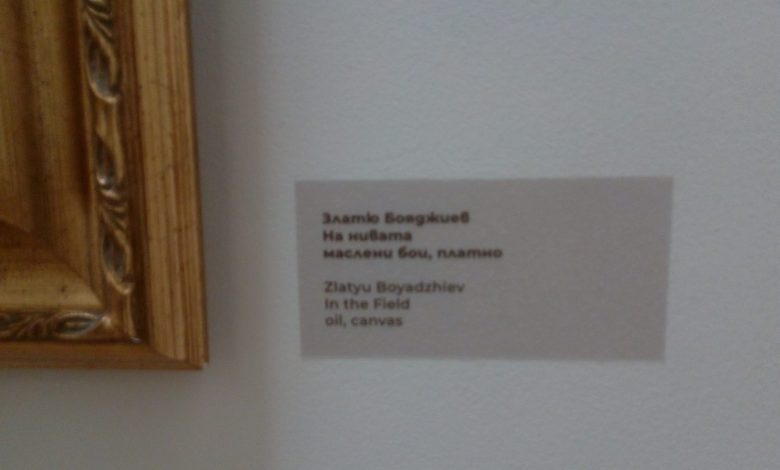 Златю Бояджиев
На нивата
маслени бои, платно
Zlatyu Boyadzhiev
In the Field
oil, canvas